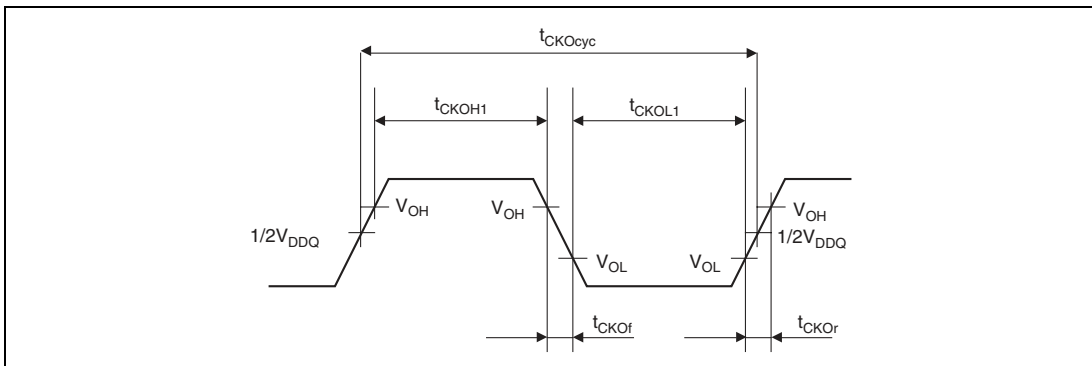 tCKOcyc
tCKOH1 tCKOL1
VOH VOH VOH
1/2VDDQ 1/2VDDQ
VOL VOL
tCKOf tCKOr